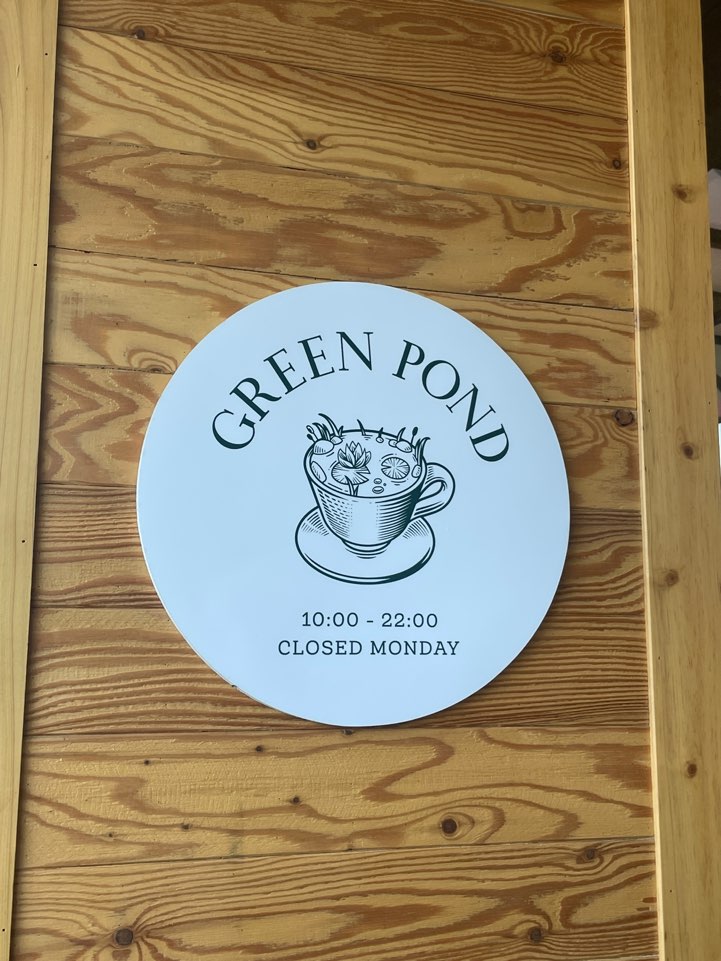 GREEN POND
10:00 - 22:00
CLOSED MONDAY